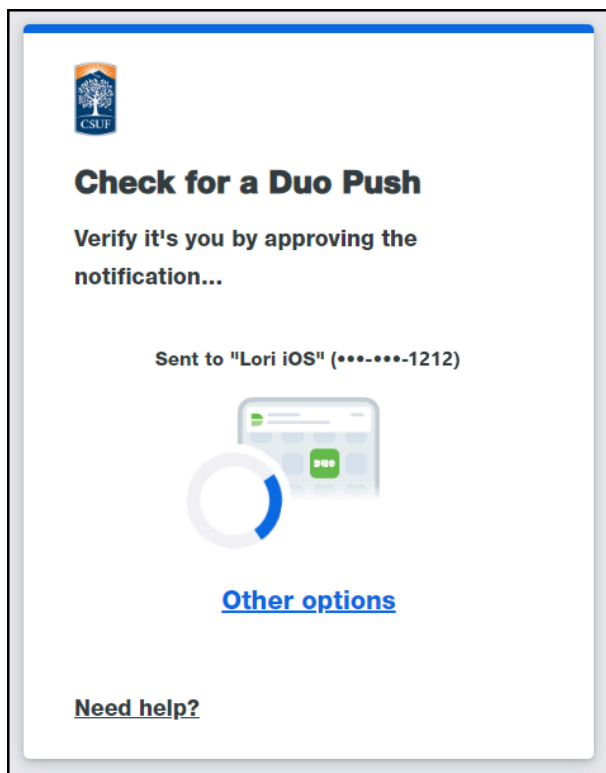 CSUF
Check for a Duo Push
Verify it's you by approving the
notification...
Sent to "Lori iOS" (•••-•••-1212)
DUO
Other options
Need help?